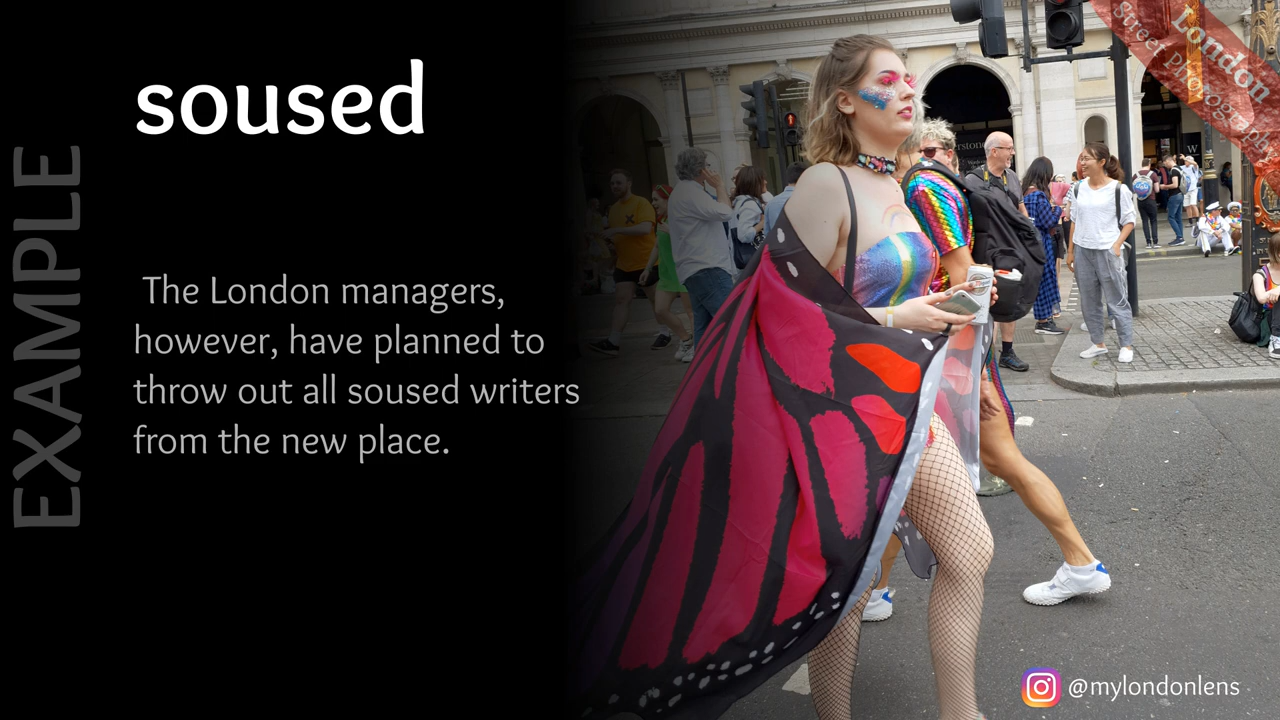 soused
EXAMPLE
The London managers,
however, have planned to
throw out all soused writers
from the new place.
London
Street Photography
W
@mylondonlens